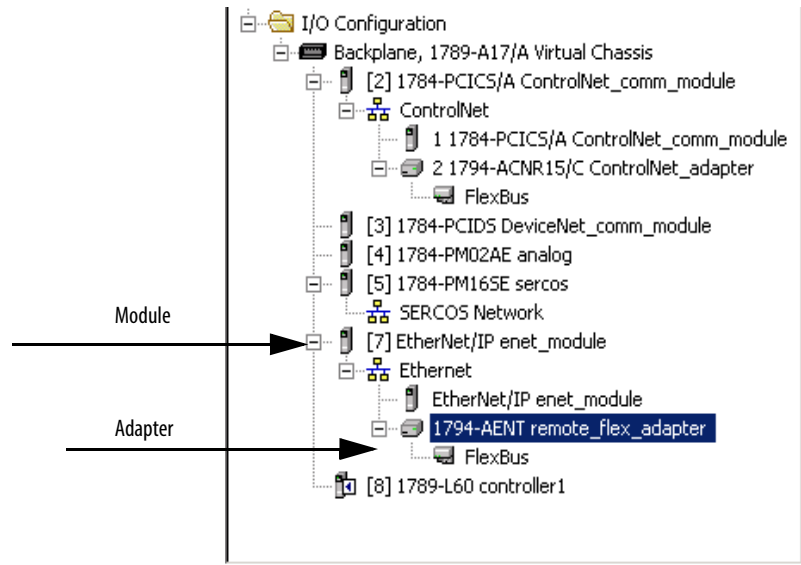 I/O Configuration
Backplane, 1789-A17/A Virtual Chassis
[2] 1784-PCICS/A ControlNet_comm_module
ControlNet
1 1784-PCICS/A ControlNet_comm_module
2 1794-ACNR15/C ControlNet_adapter
FlexBus
[3] 1784-PCIDS DeviceNet_comm_module
[4] 1784-PM02AE analog
[5] 1784-PM16SE sercos
SERCOS Network
Module
[7] EtherNet/IP enet_module
Ethernet
EtherNet/IP enet_module
Adapter
1794-AENT remote_flex_adapter
FlexBus
[8] 1789-L60 controller1